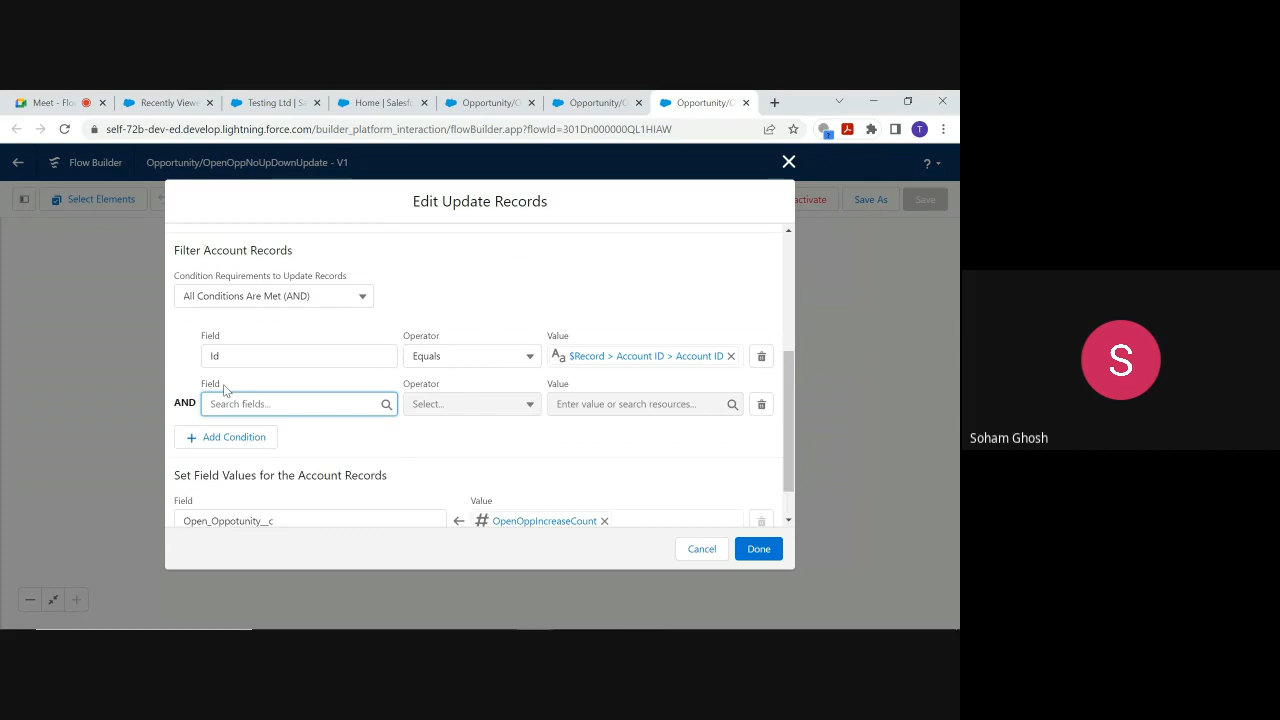 Meet - Flo
Recently View
Testing Ltd | S
Home | Salesf
Opportunity/O
Opportunity/O
Opportunity/O
self-72b-dev-ed.develop.lightning.force.com/builder_platform_interaction/flowBuilder.app?flowId=301Dn000000QL1HIAW
T
Flow Builder
Opportunity/OpenOppNoUpDownUpdate - V1
?
Select Elements
Edit Update Records
activate
Save As
Save
Filter Account Records
Condition Requirements to Update Records
All Conditions Are Met (AND)
Field
Operator
Value
Id
Equals
Aa $Record > Account ID > Account ID
Field
Operator
Value
AND
Search fields...
Select...
Enter value or search resources...
+ Add Condition
Set Field Values for the Account Records
Field
Value
Open_Oppotunity__c
# OpenOppIncreaseCount
Cancel
Done
S
Soham Ghosh